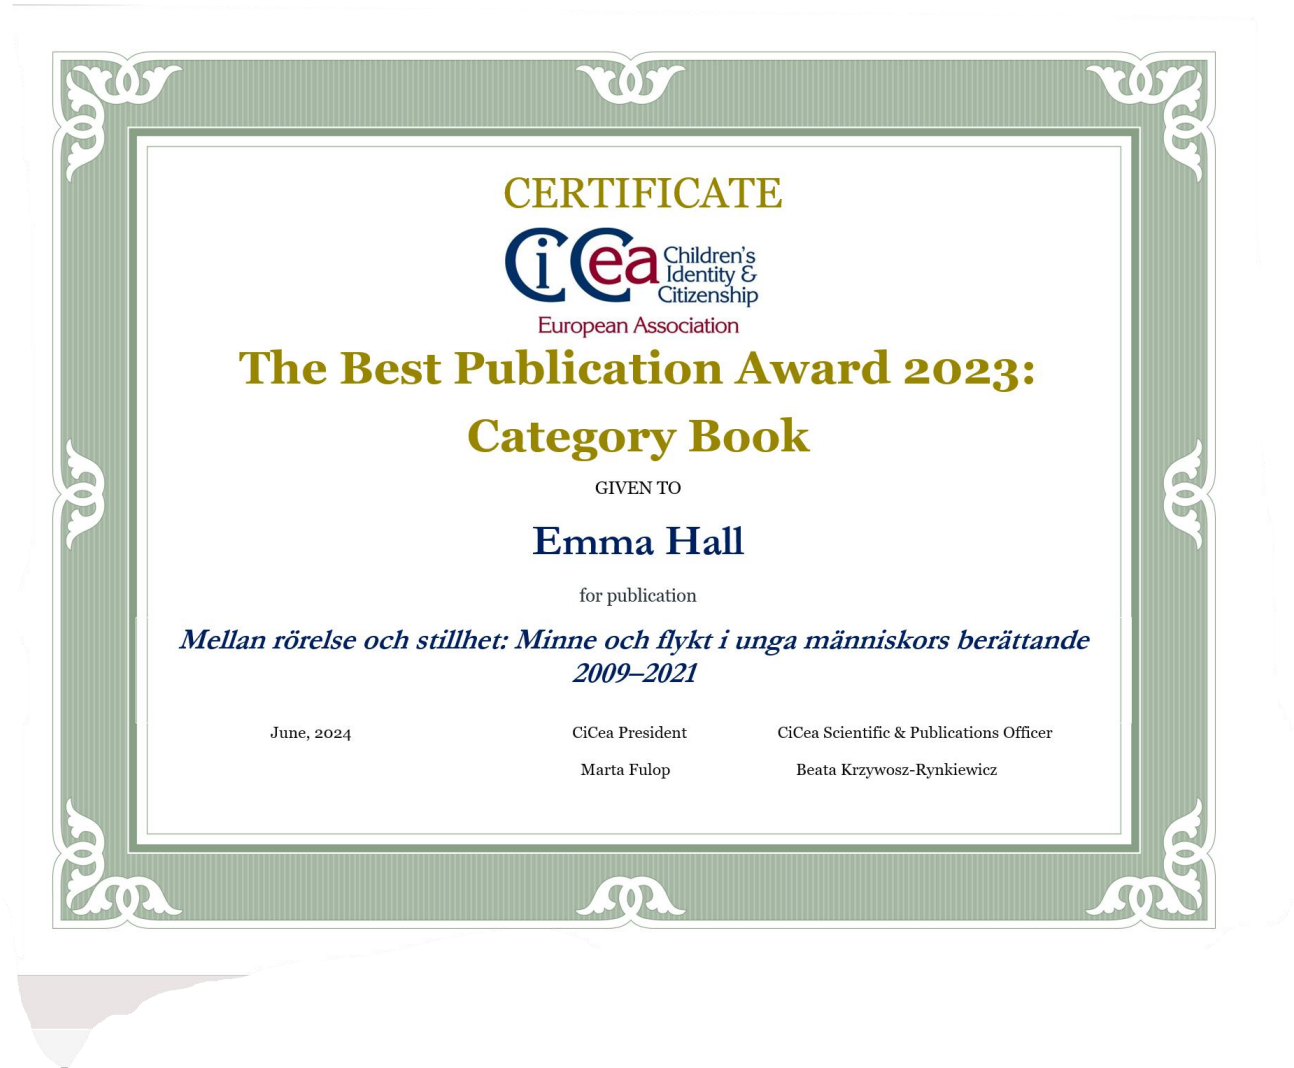 CERTIFICATE
CiCea Children's
Identity &
Citizenship
European Association
The Best Publication Award 2023:
Category Book
GIVEN TO
Emma Hall
for publication
Mellan rörelse och stillhet: Minne och flykt i unga människors berättande
2009–2021
June, 2024 CiCea President CiCea Scientific & Publications Officer
Marta Fulop Beata Krzywosz-Rynkiewicz